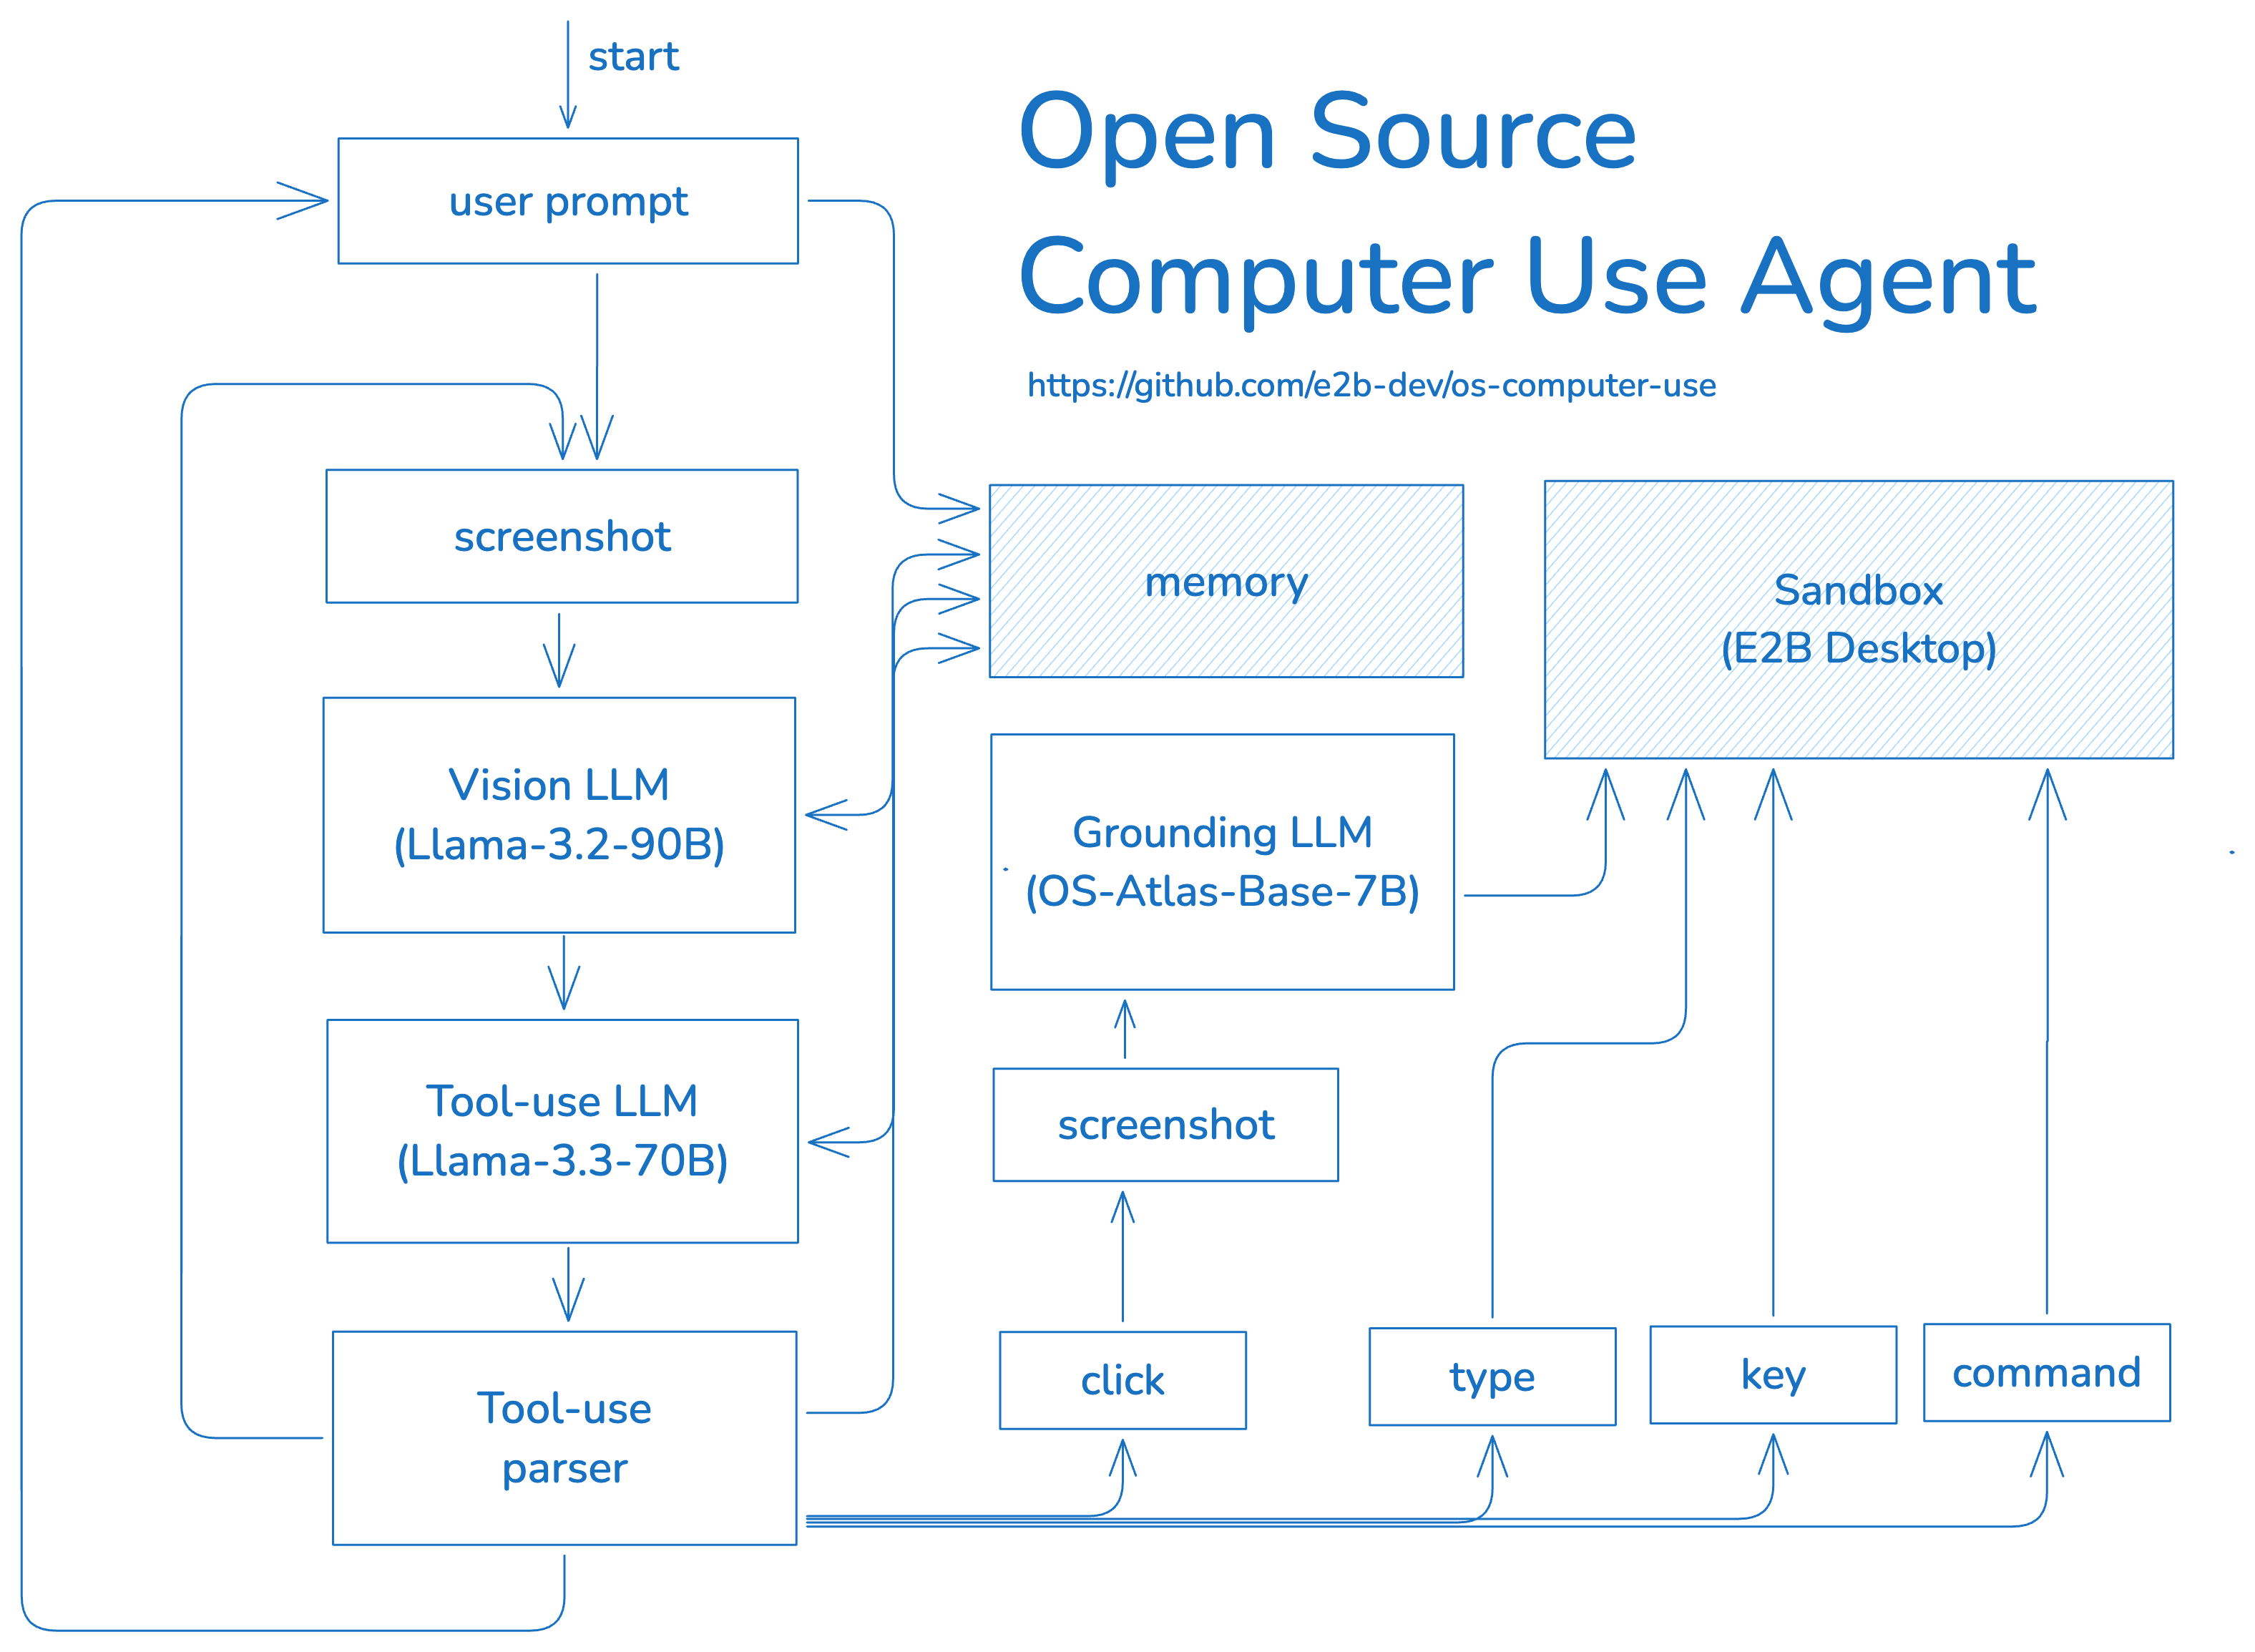 start
Open Source
Computer Use Agent
https://github.com/e2b-dev/os-computer-use
user prompt
screenshot
memory
Sandbox
(E2B Desktop)
Vision LLM
(Llama-3.2-90B)
Grounding LLM
(OS-Atlas-Base-7B)
Tool-use LLM
(Llama-3.3-70B)
screenshot
Tool-use
parser
click
type
key
command